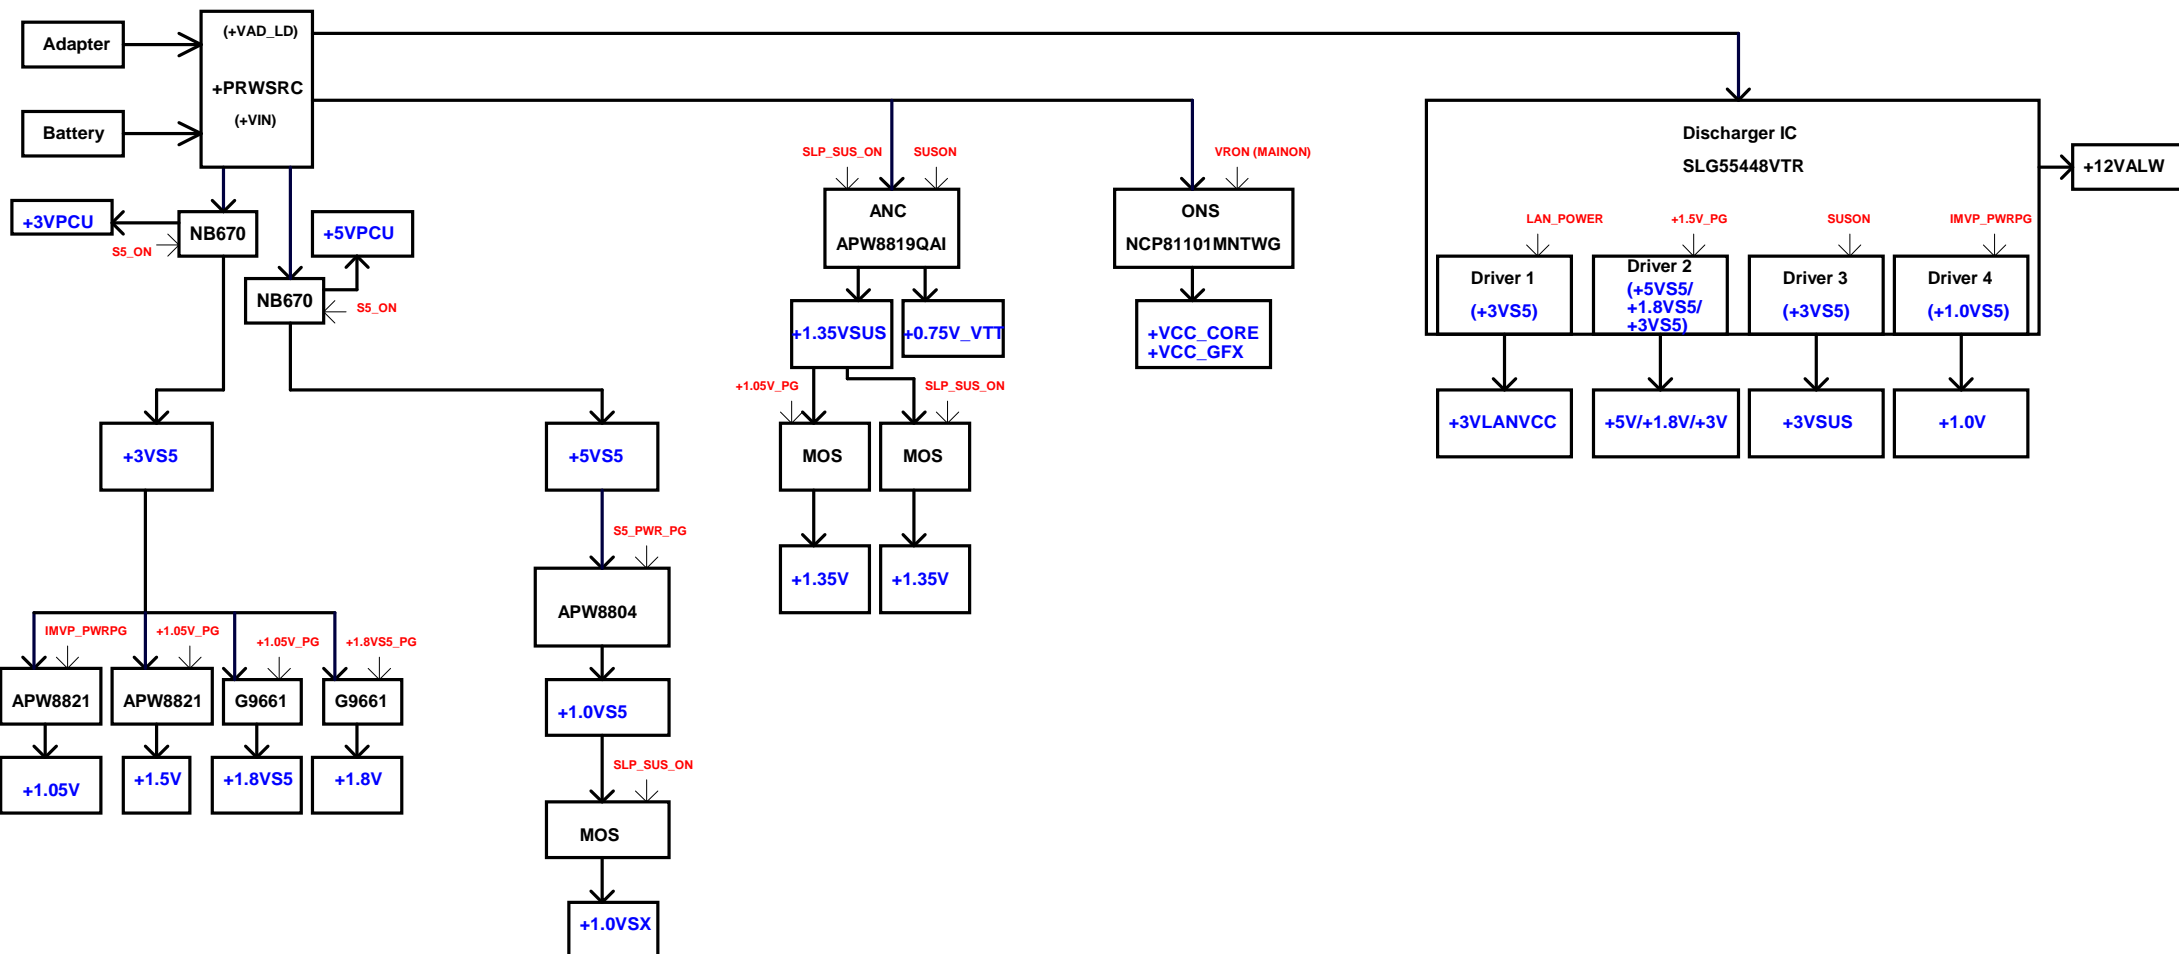 (+VAD_LD)
Adapter
+PRWSRC
(+VIN)
Battery
Discharger IC
SLG55448VTR
+12VALW
SLP_SUS_ON
SUSON
VRON (MAINON)
ANC
APW8819QAI
ONS
NCP81101MNTWG
+3VPCU
NB670
S5_ON
+5VPCU
NB670
S5_ON
LAN_POWER
+1.5V_PG
SUSON
IMVP_PWRPG
Driver 1
(+3VS5)
Driver 2
(+5VS5/
+1.8VS5/
+3VS5)
Driver 3
(+3VS5)
Driver 4
(+1.0VS5)
+1.35VSUS
+0.75V_VTT
+VCC_CORE
+VCC_GFX
+1.05V_PG
SLP_SUS_ON
+3VLANVCC
+5V/+1.8V/+3V
+3VSUS
+1.0V
+3VS5
+5VS5
MOS
MOS
S5_PWR_PG
+1.35V
+1.35V
APW8804
IMVP_PWRPG
+1.05V_PG
+1.05V_PG
+1.8VS5_PG
APW8821
APW8821
G9661
G9661
+1.0VS5
+1.05V
+1.5V
+1.8VS5
+1.8V
SLP_SUS_ON
MOS
+1.0VSX